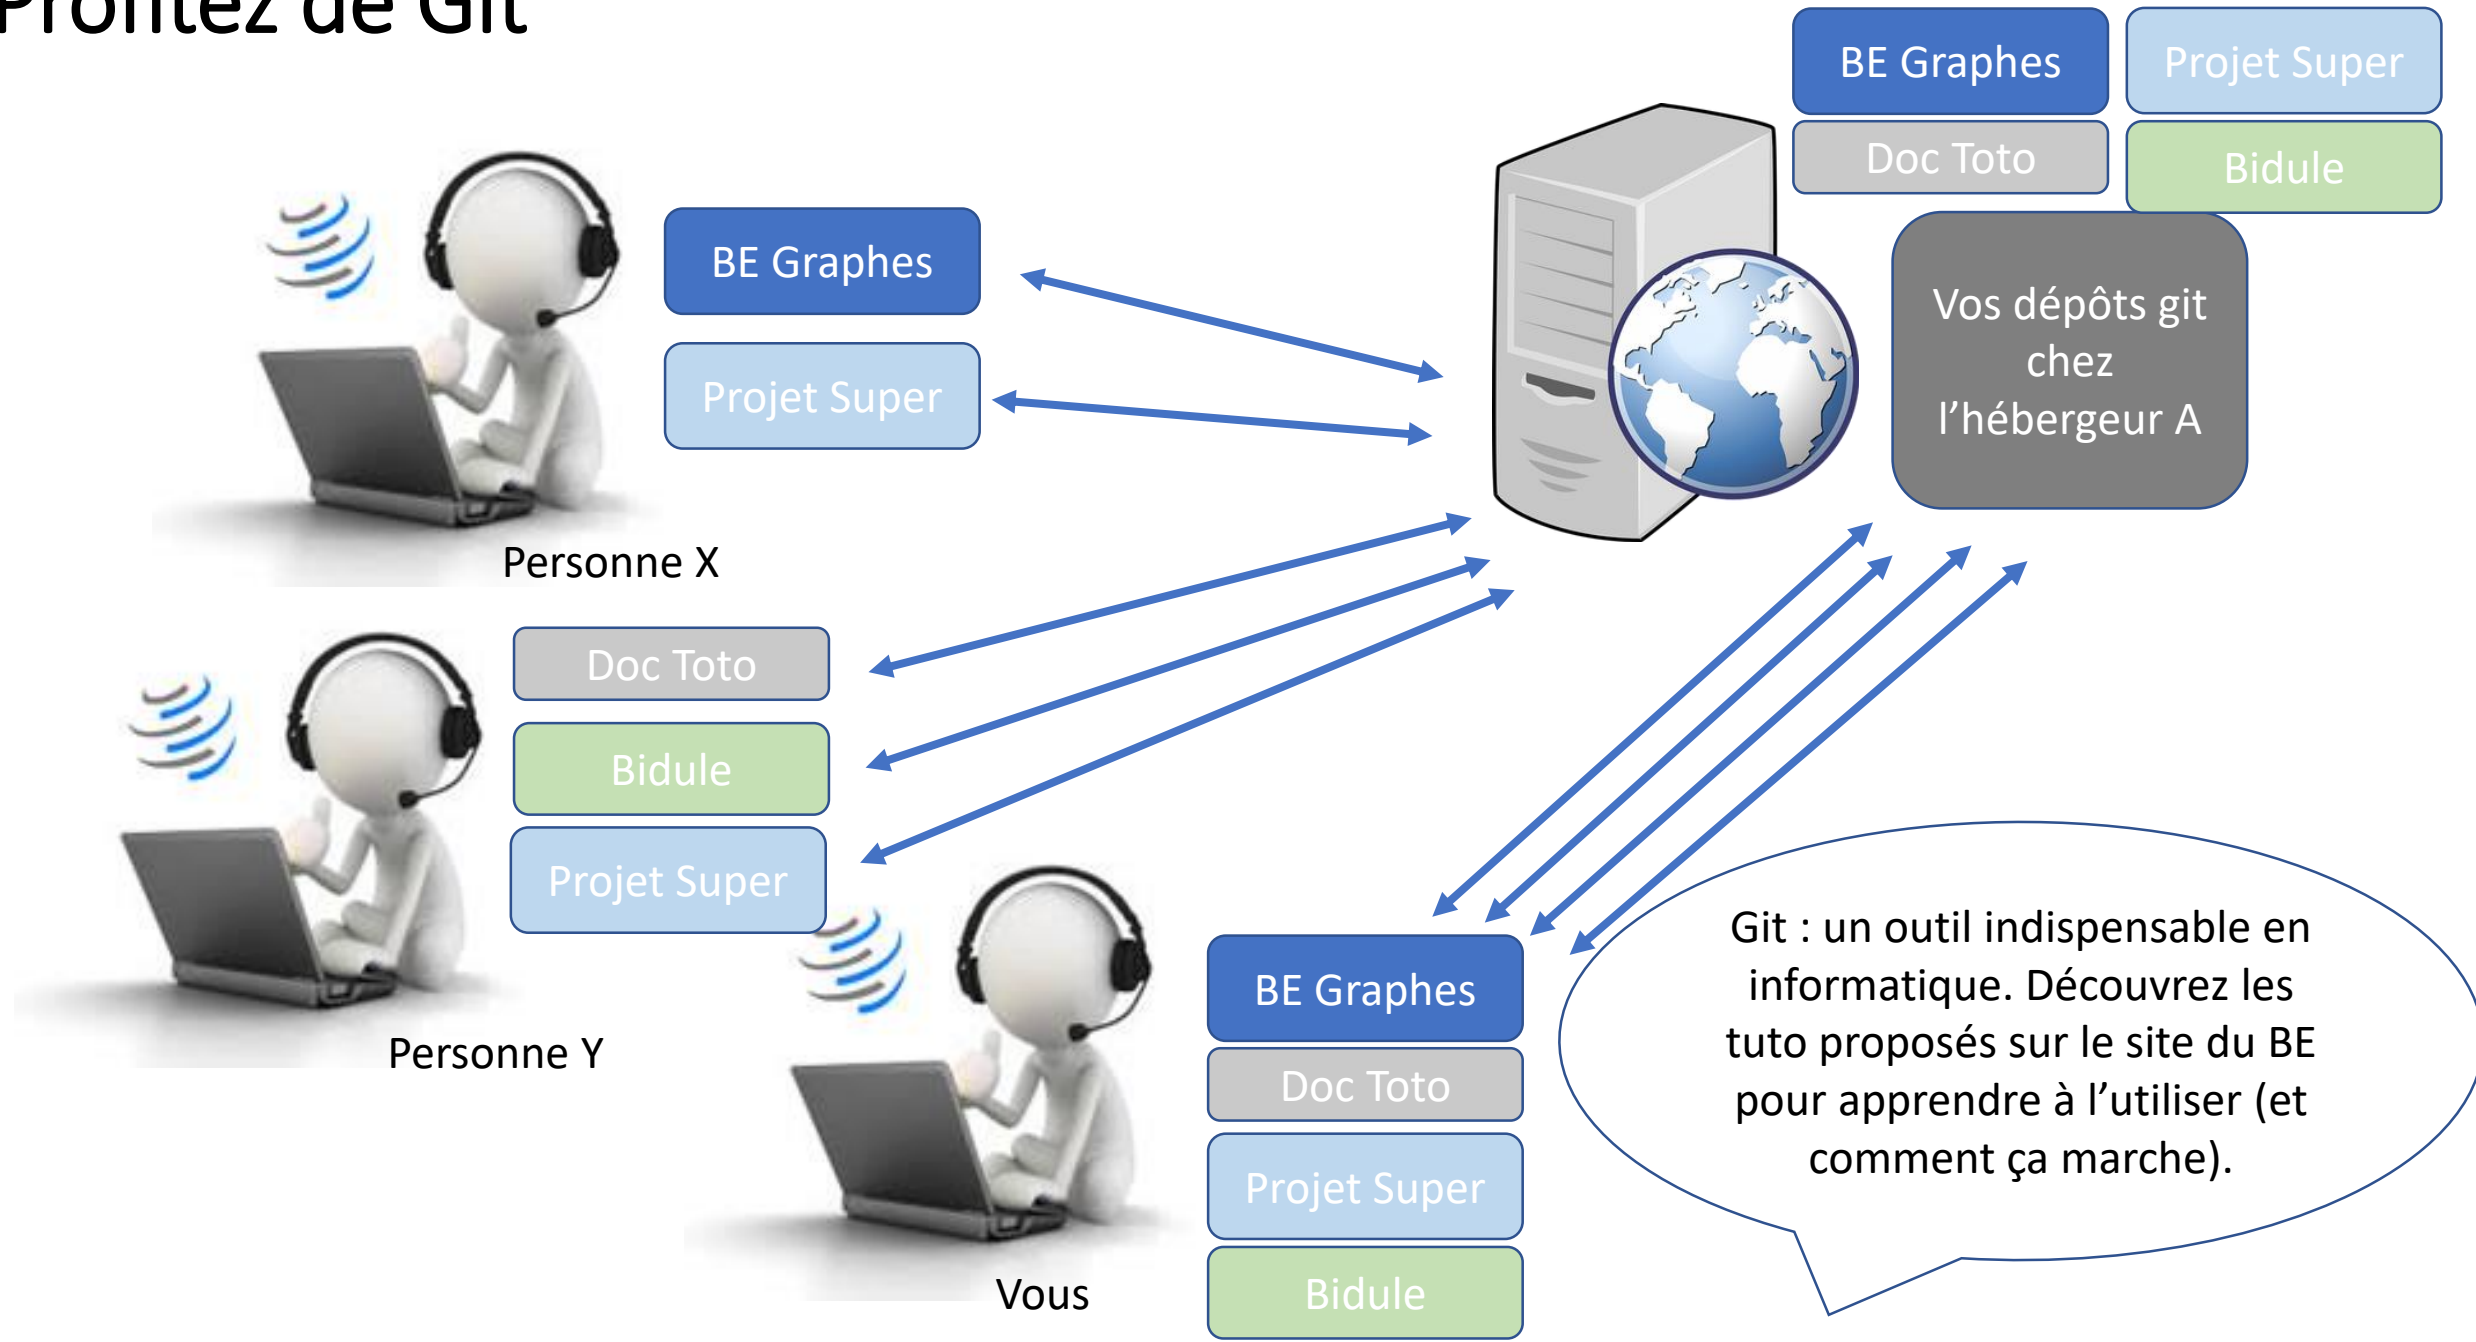 Profitez de Git
BE Graphes
Projet Super
Doc Toto
Bidule
Vos dépôts git
chez
l’hébergeur A
BE Graphes
Projet Super
Personne X
Doc Toto
Bidule
Projet Super
Personne Y
BE Graphes
Doc Toto
Projet Super
Bidule
Vous
Git : un outil indispensable en
informatique. Découvrez les
tuto proposés sur le site du BE
pour apprendre à l’utiliser (et
comment ça marche).